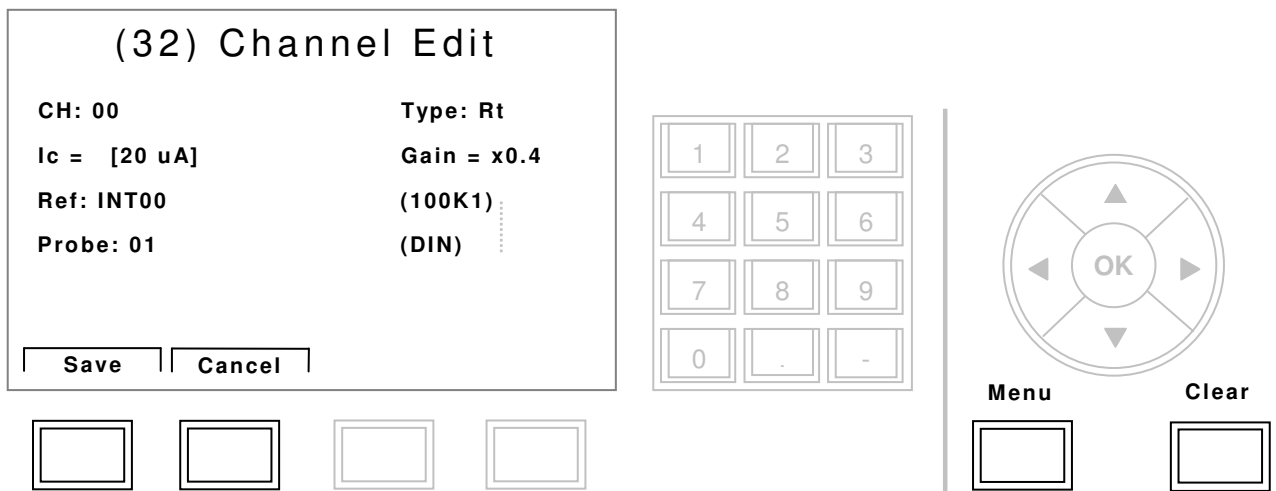 (32) Channel Edit
CH: 00 Type: Rt
Ic = [20 uA] Gain = x0.4
Ref: INT00 (100K1)
Probe: 01 (DIN)
Save Cancel
1 2 3
4 5 6
7 8 9
0 . -
OK
Menu Clear